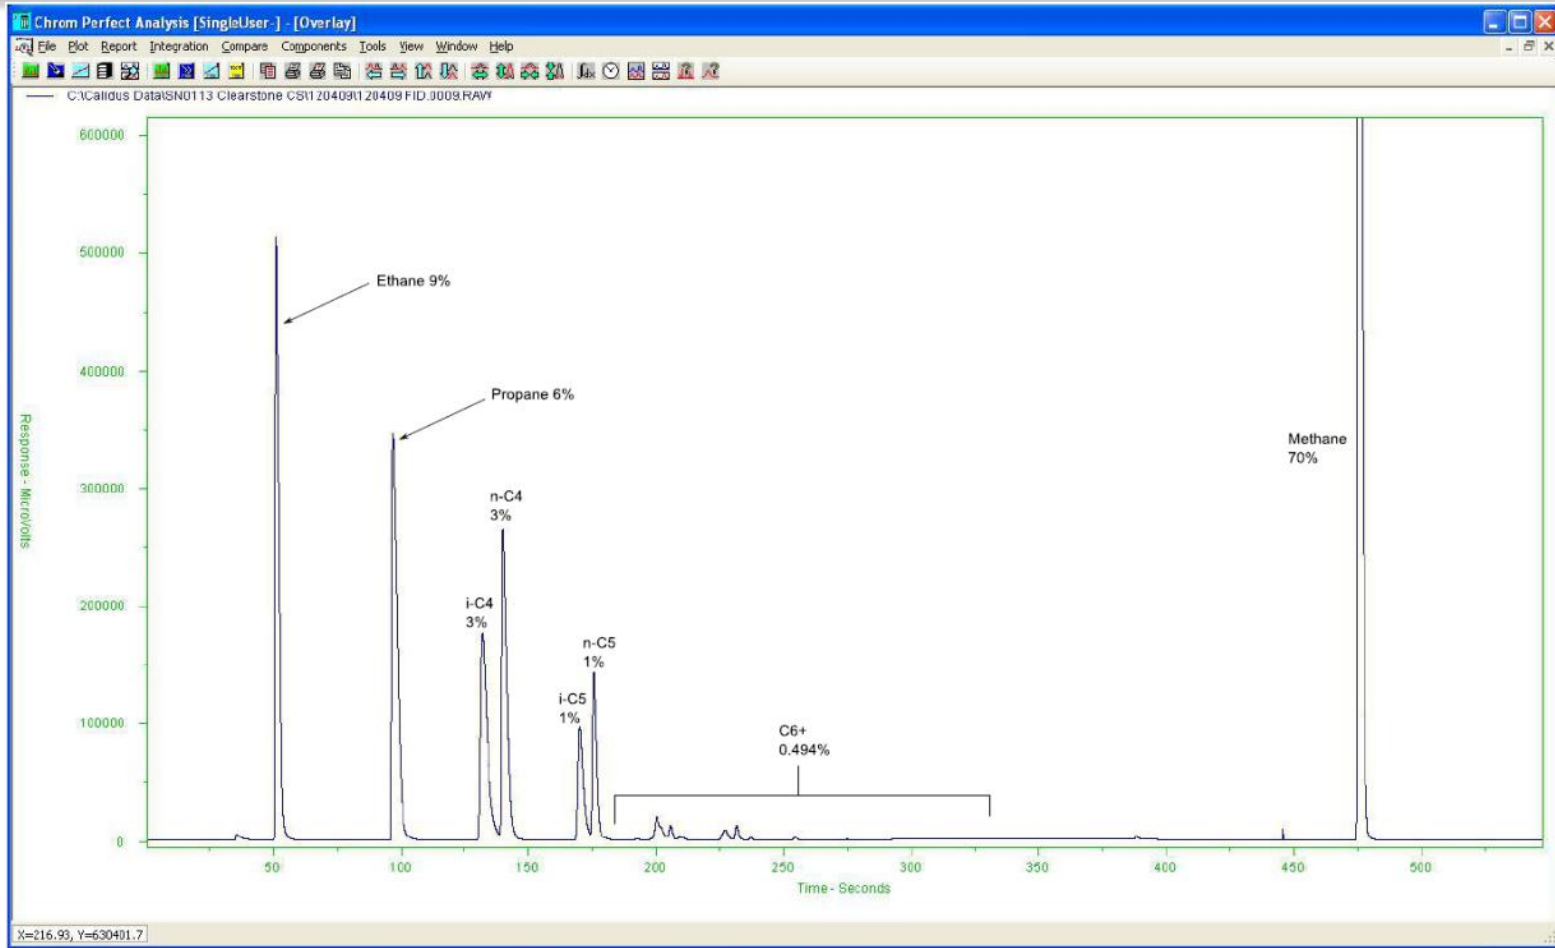 Chrom Perfect Analysis [SingleUser-] - [Overlay]
File Plot Report Integration Compare Components Tools View Window Help
C:\Calidus Data\SN0113 Clearstone CS\120409\120409 FID.0009.RAW
600000
500000
400000
300000
200000
100000
0
Response - MicroVolts
Ethane 9%
Propane 6%
n-C4
3%
i-C4
3%
n-C5
1%
i-C5
1%
C6+
0.494%
Methane
70%
50 100 150 200 250 300 350 400 450 500
Time - Seconds
X=216.93, Y=630401.7